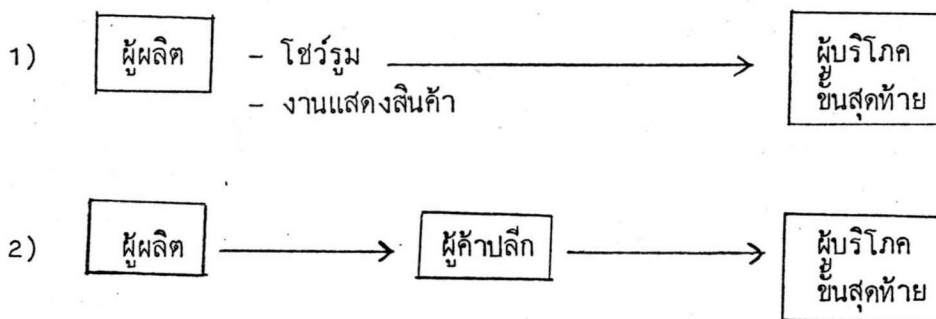 1) ผู้ผลิต - โชว์รูม ผู้บริโภค
- งานแสดงสินค้า ขั้นสุดท้าย
2) ผู้ผลิต ผู้ค้าปลีก ผู้บริโภค
ขั้นสุดท้าย